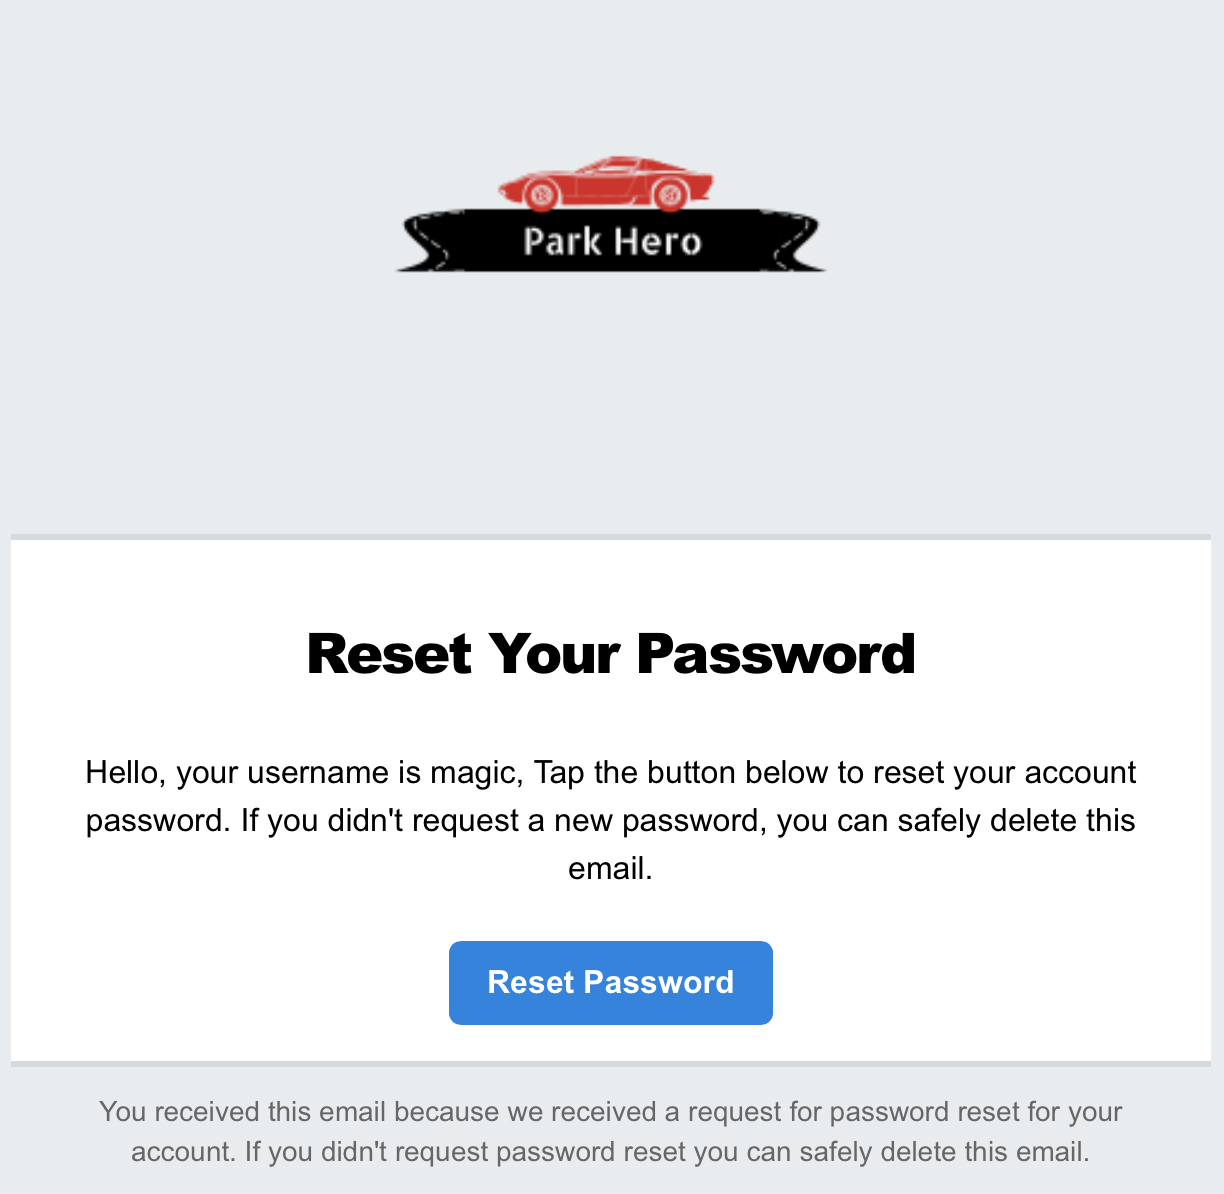 Park Hero
Reset Your Password
Hello, your username is magic, Tap the button below to reset your account
password. If you didn't request a new password, you can safely delete this
email.
Reset Password
You received this email because we received a request for password reset for your
account. If you didn't request password reset you can safely delete this email.